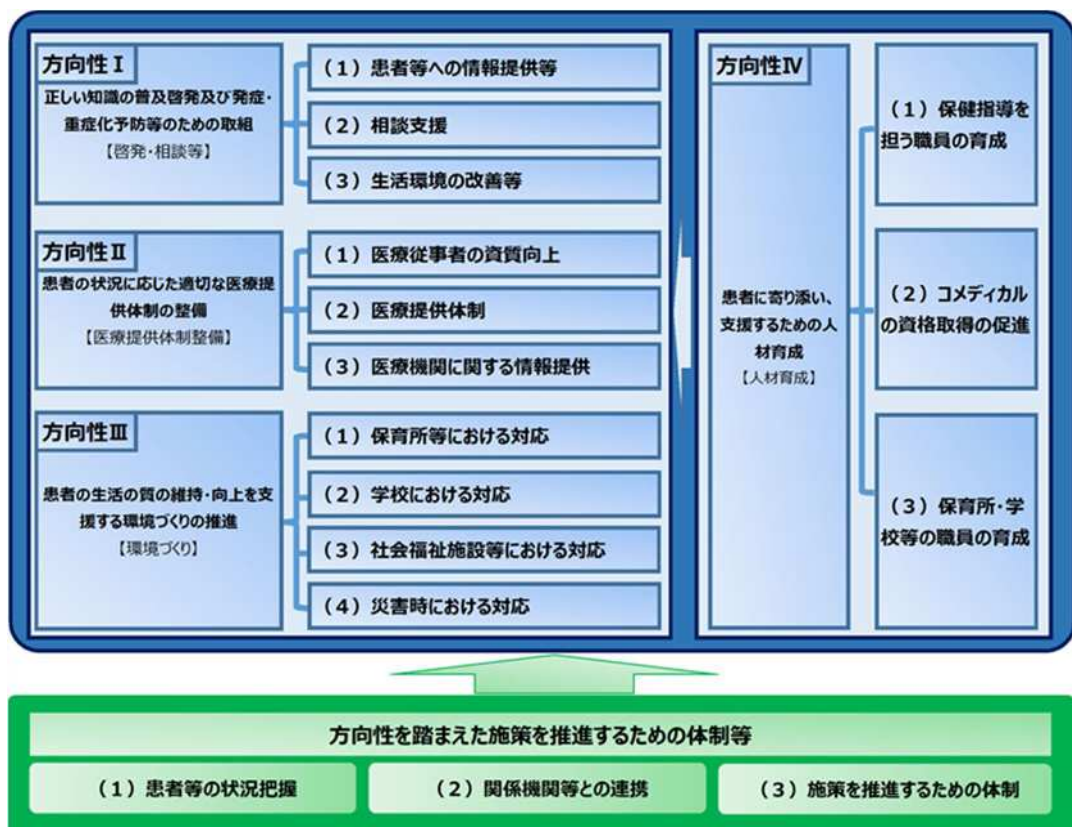 方向性Ⅰ
正しい知識の普及啓発及び発症・
重症化予防等のための取組
【啓発・相談等】
（１）患者等への情報提供等
（２）相談支援
（３）生活環境の改善等
方向性Ⅱ
患者の状況に応じた適切な医療提
供体制の整備
【医療提供体制整備】
（１）医療従事者の資質向上
（２）医療提供体制
（３）医療機関に関する情報提供
方向性Ⅲ
患者の生活の質の維持・向上を支
援する環境づくりの推進
【環境づくり】
（１）保育所等における対応
（２）学校における対応
（３）社会福祉施設等における対応
（４）災害時における対応
方向性Ⅳ
患者に寄り添い、
支援するための人
材育成
【人材育成】
（１）保健指導を
担う職員の育成
（２）コメディカル
の資格取得の促進
（３）保育所・学
校等の職員の育成
方向性を踏まえた施策を推進するための体制等
（１）患者等の状況把握
（２）関係機関等との連携
（３）施策を推進するための体制